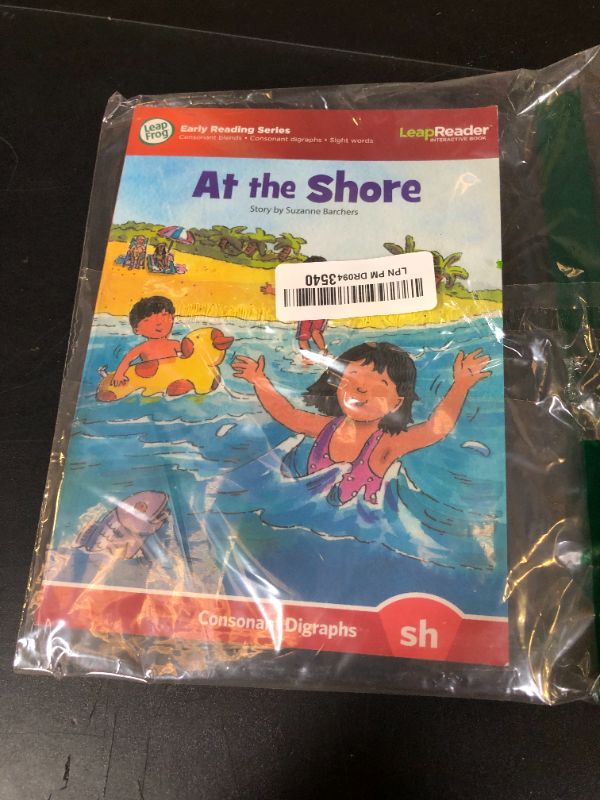 Leap
Frog
Early Reading Series
Consonant blends • Consonant digraphs • Sight words
LeapReader™
INTERACTIVE BOOK
At the Shore
Story by Suzanne Barchers
LPN PM DR0943540
Consonant Digraphs
sh